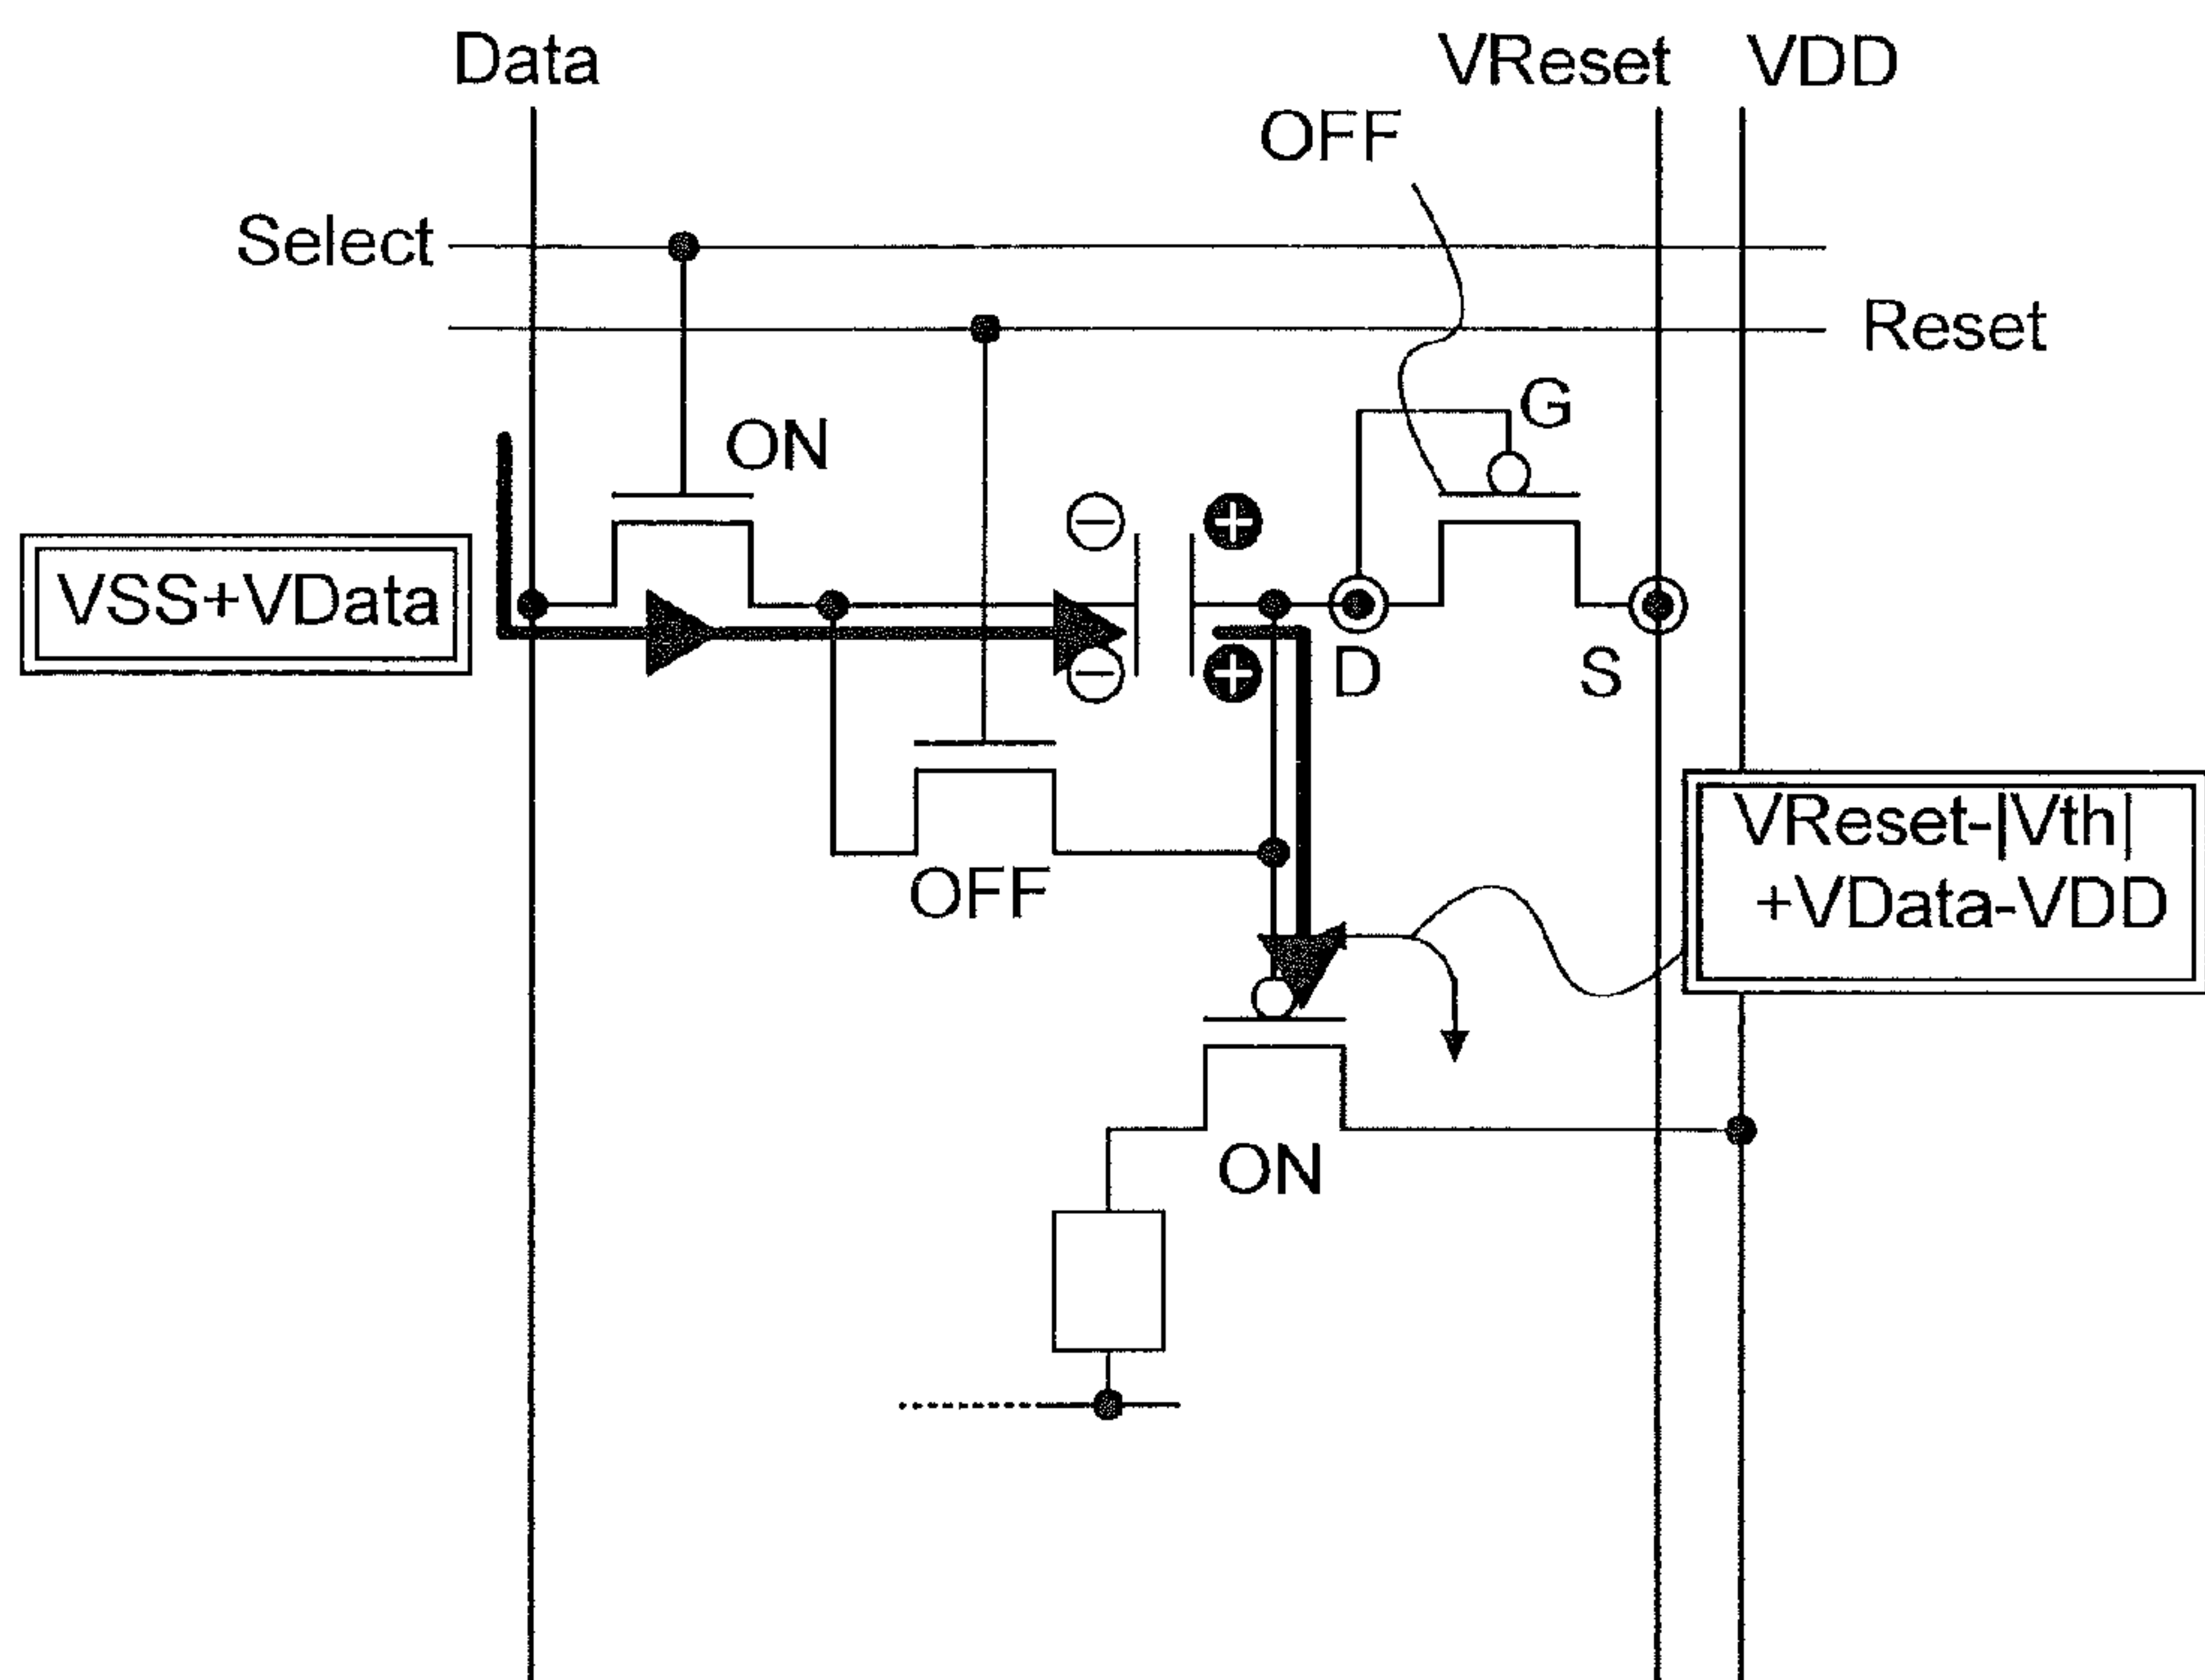 Data
VReset
VDD
OFF
Select
Reset
G
ON
VSS+VData
D
S
VReset-|Vth|
+VData-VDD
OFF
ON